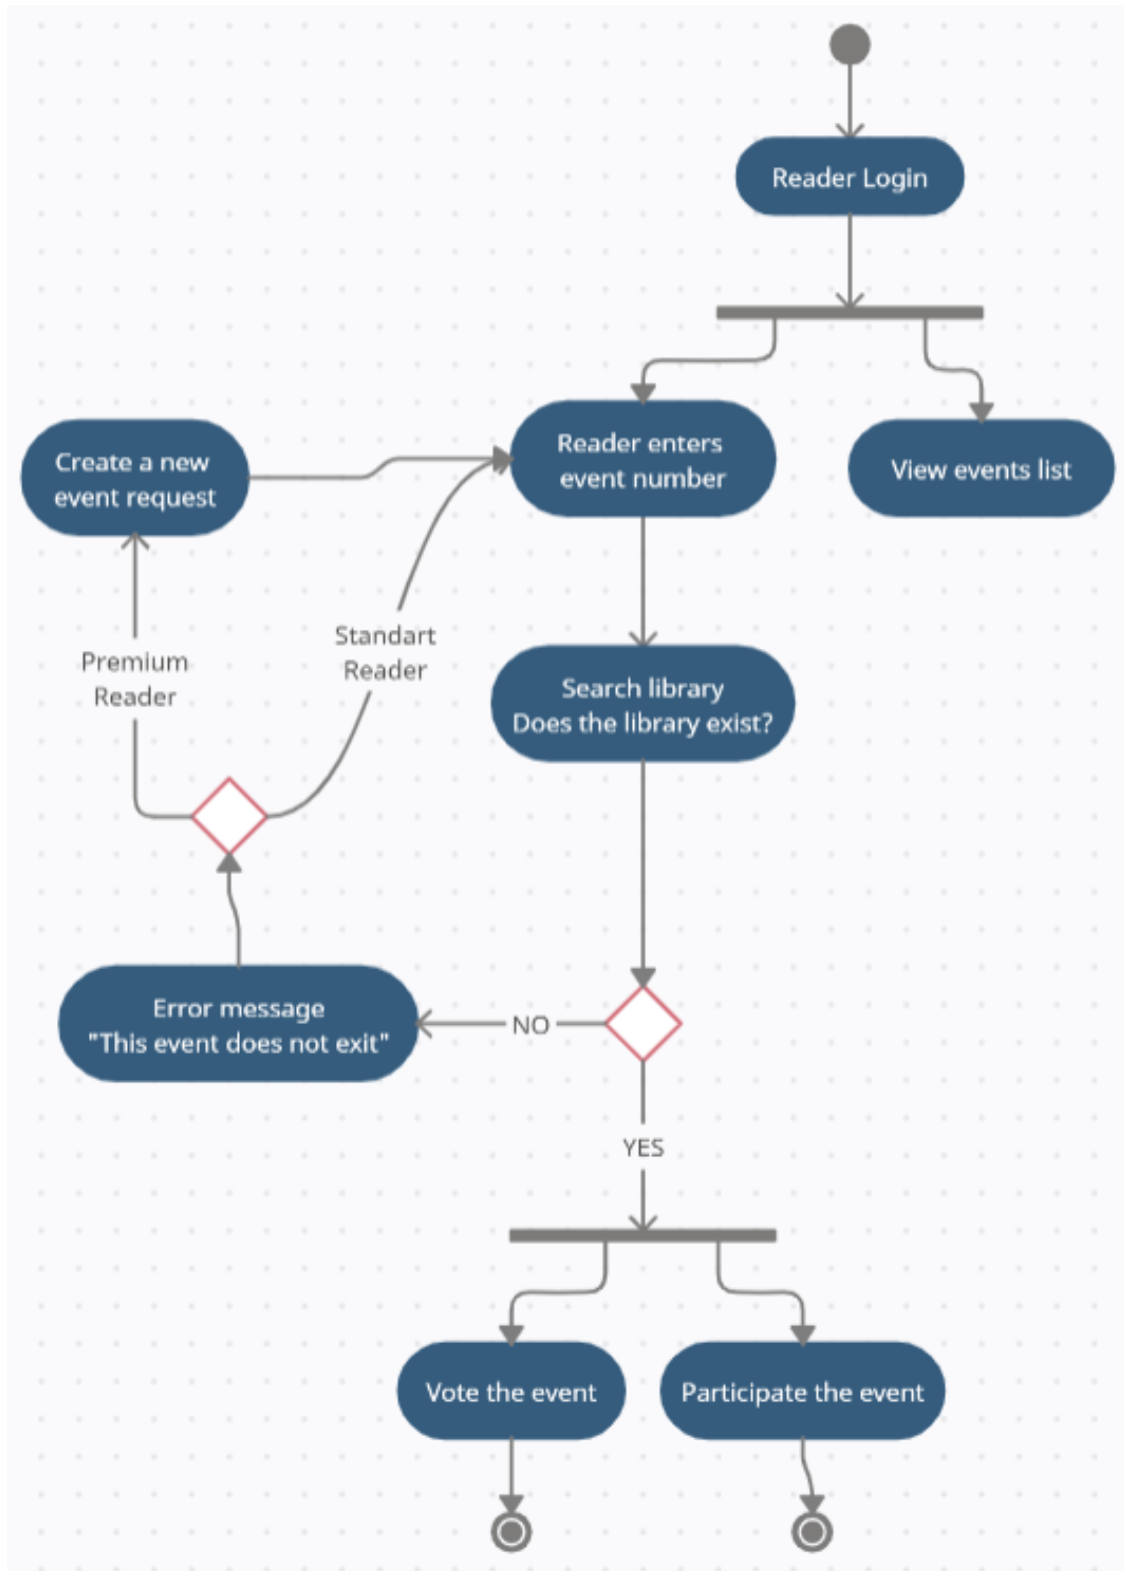 Reader Login
Reader enters
event number
View events list
Create a new
event request
Standart
Reader
Premium
Reader
Search library
Does the library exist?
Error message
"This event does not exit"
NO
YES
Vote the event
Participate the event